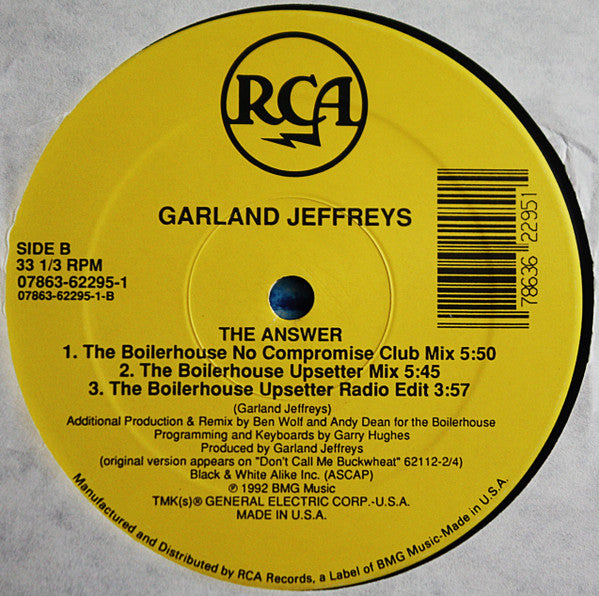 RCA
GARLAND JEFFREYS
SIDE B
33 1/3 RPM
07863-62295-1
07863-62295-1-B
78636 22951
THE ANSWER
1. The Boilerhouse No Compromise Club Mix 5:50
2. The Boilerhouse Upsetter Mix 5:45
3. The Boilerhouse Upsetter Radio Edit 3:57
(Garland Jeffreys)
Additional Production & Remix by Ben Wolf and Andy Dean for the Boilerhouse
Programming and Keyboards by Garry Hughes
Produced by Garland Jeffreys
(original version appears on "Don't Call Me Buckwheat" 62112-2/4)
Black & White Alike Inc. (ASCAP)
℗ 1992 BMG Music
TMK(s)® GENERAL ELECTRIC CORP.-U.S.A.
MADE IN U.S.A.
Manufactured and Distributed by RCA Records, a Label of BMG Music-Made in U.S.A.